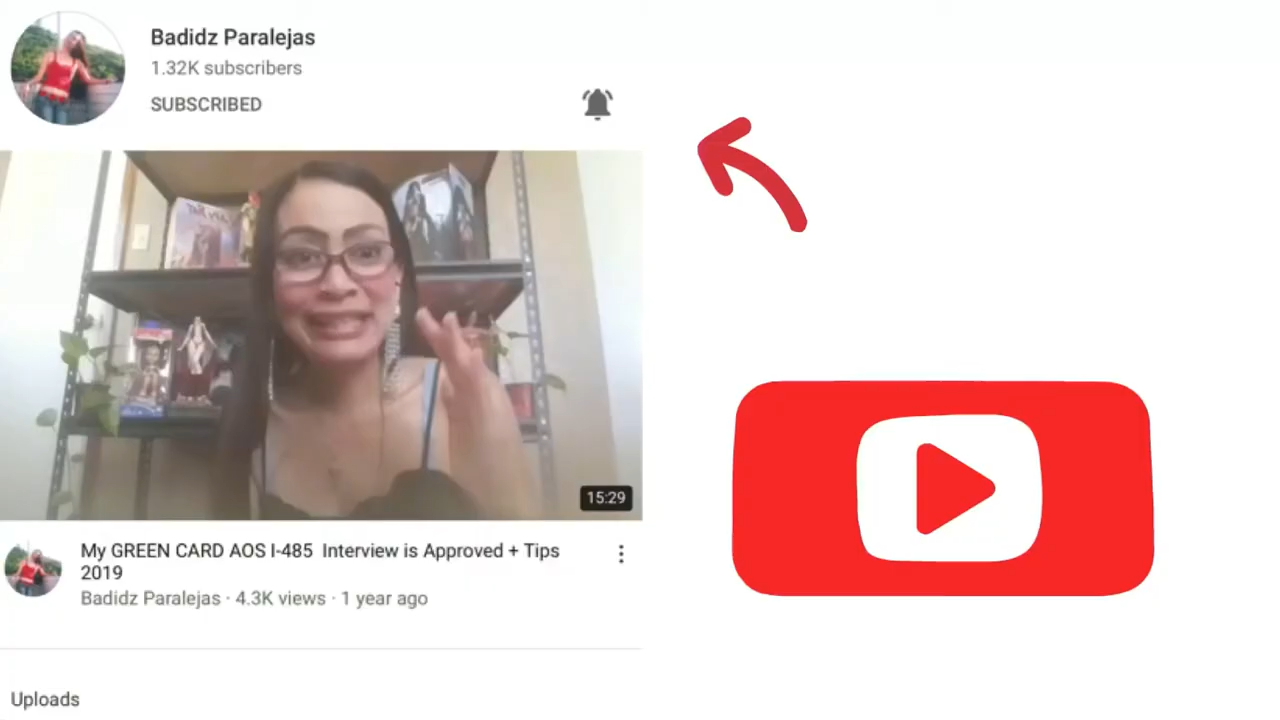 Badidz Paralejas
1.32K subscribers
SUBSCRIBED
15:29
My GREEN CARD AOS I-485 Interview is Approved + Tips
2019
Badidz Paralejas · 4.3K views · 1 year ago
Uploads